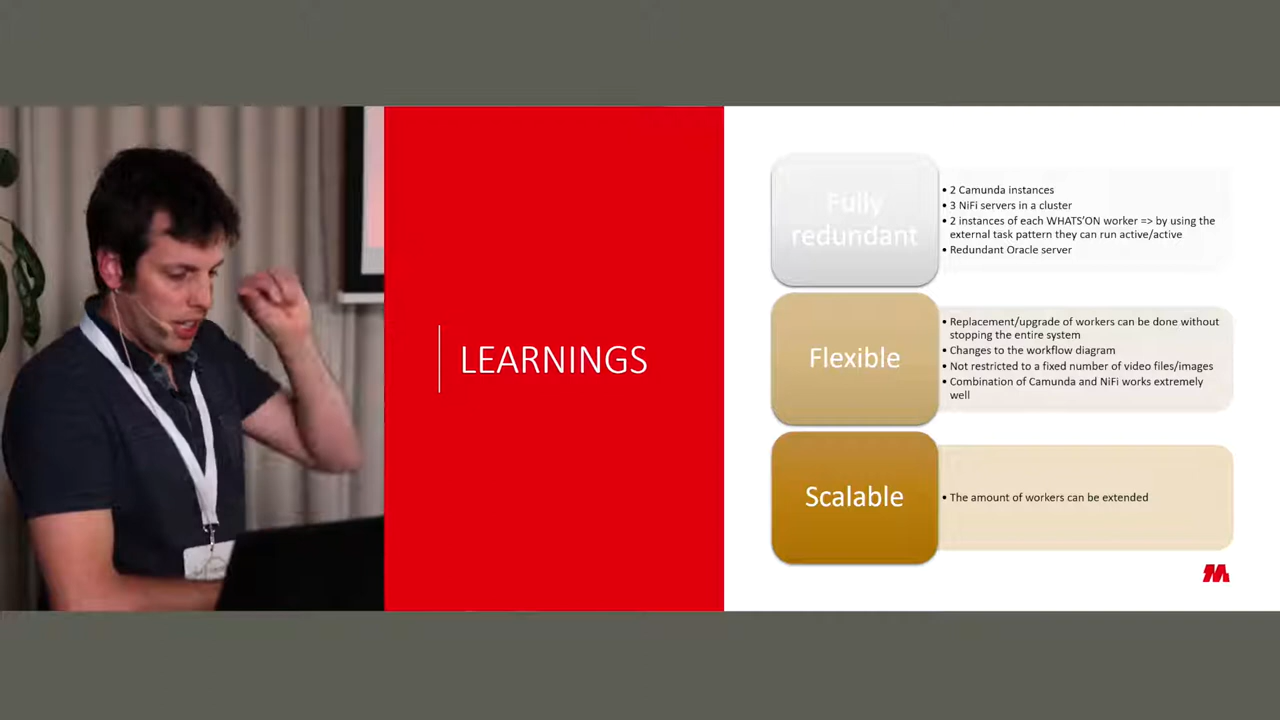 LEARNINGS
Fully
redundant
• 2 Camunda instances
• 3 NiFi servers in a cluster
• 2 instances of each WHATS'ON worker => by using the
external task pattern they can run active/active
• Redundant Oracle server
Flexible
• Replacement/upgrade of workers can be done without
stopping the entire system
• Changes to the workflow diagram
• Not restricted to a fixed number of video files/images
• Combination of Camunda and NiFi works extremely
well
Scalable
• The amount of workers can be extended